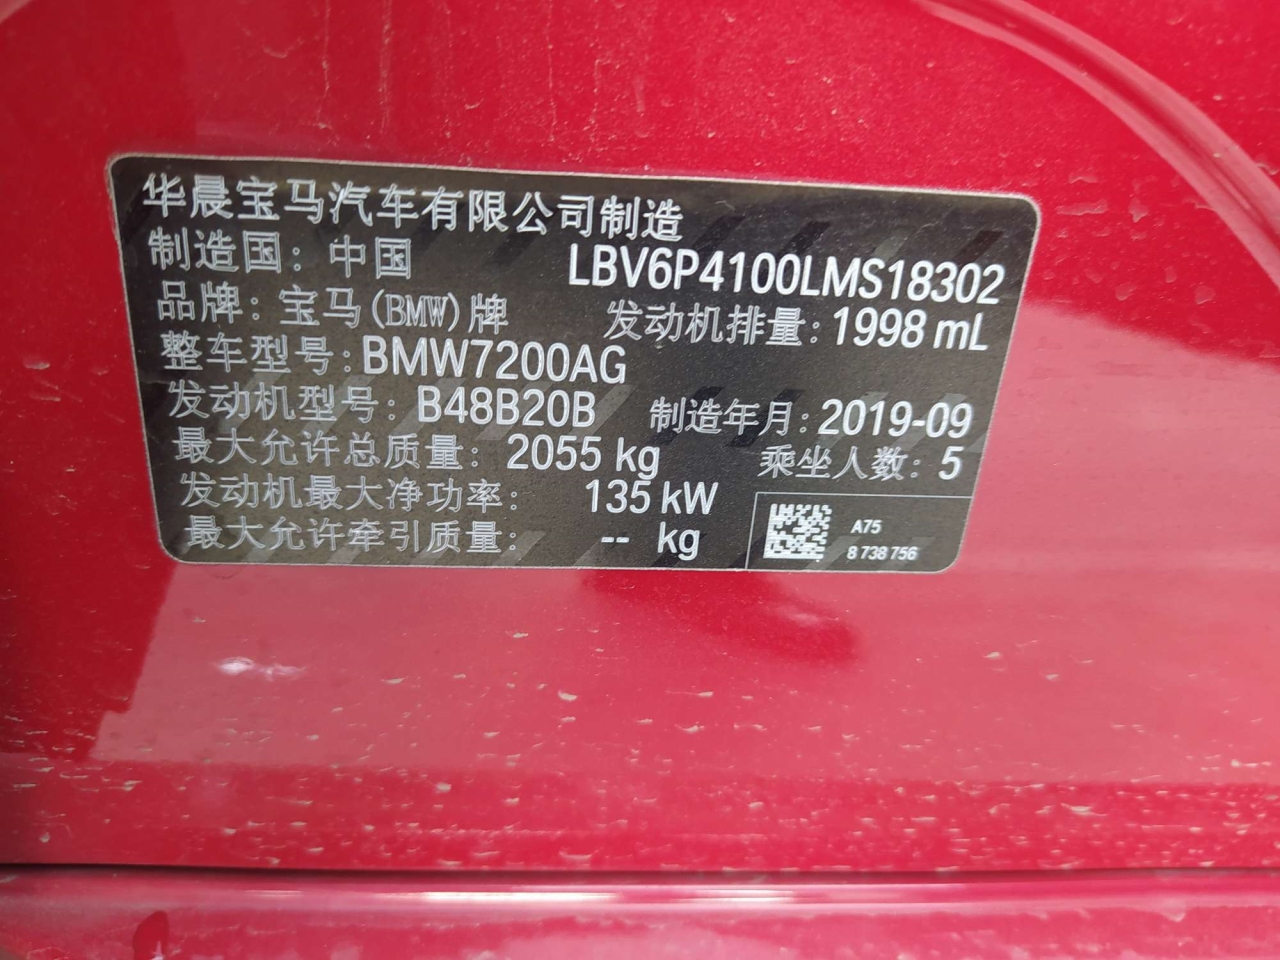 华晨宝马汽车有限公司制造
制造国：中国 LBV6P4100LMS18302
品牌：宝马(BMW)牌 发动机排量：1998 mL
整车型号：BMW7200AG
发动机型号：B48B20B 制造年月：2019-09
最大允许总质量：2055 kg 乘坐人数：5
发动机最大净功率： 135 kW
最大允许牵引质量： -- kg
A75
8 738 756